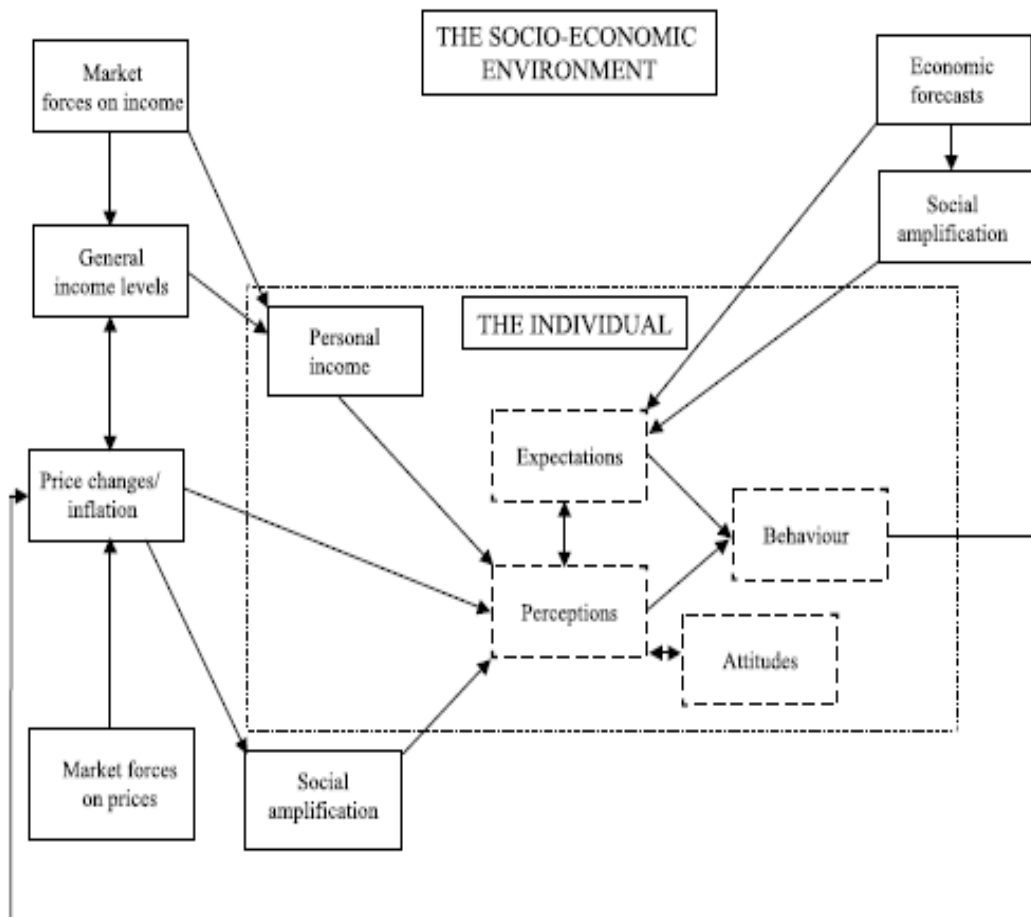 THE SOCIO-ECONOMIC
ENVIRONMENT
Market
forces on income
Economic
forecasts
Social
amplification
General
income levels
THE INDIVIDUAL
Personal
income
Expectations
Price changes/
inflation
Behaviour
Perceptions
Attitudes
Market forces
on prices
Social
amplification